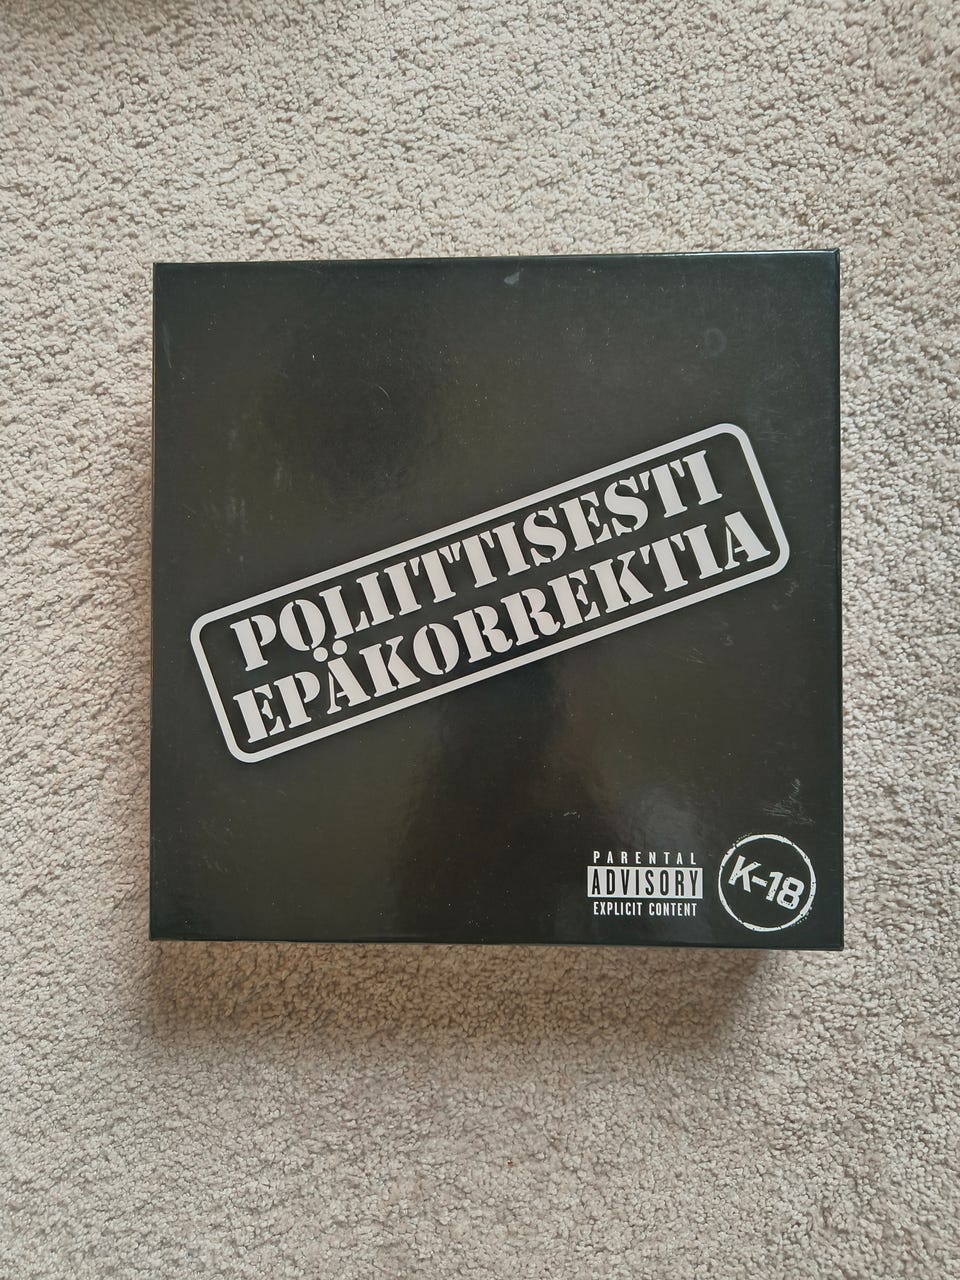 POLIITTISESTI
EPÄKORREKTIA
PARENTAL
ADVISORY
EXPLICIT CONTENT
K-18